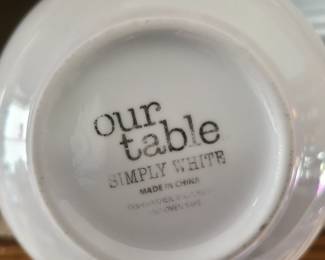 our
table
SIMPLY WHITE
MADE IN CHINA